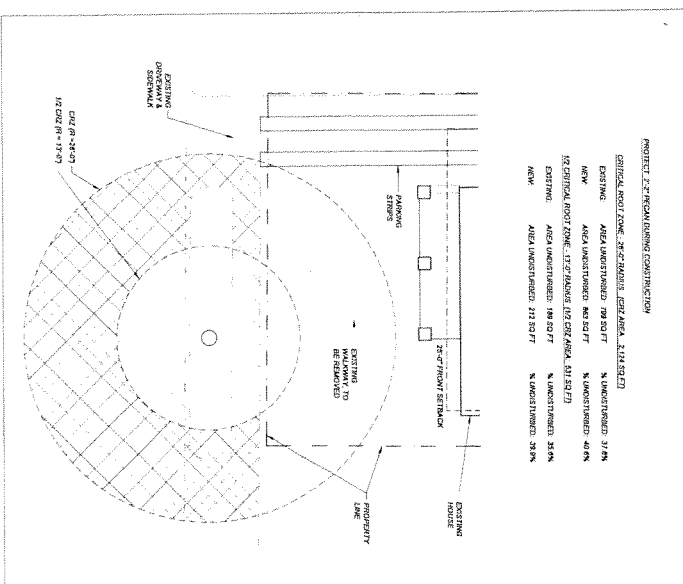 PROTECT 2'-2" PECAN DURING CONSTRUCTION
CRITICAL ROOT ZONE - 26'-0" RADIUS (CRZ AREA: 2,124 SQ FT)
EXISTING: AREA UNDISTURBED: 799 SQ FT % UNDISTURBED: 37.6%
NEW: AREA UNDISTURBED: 863 SQ FT % UNDISTURBED: 40.6%
1/2 CRITICAL ROOT ZONE - 13'-0" RADIUS (1/2 CRZ AREA: 531 SQ FT)
EXISTING: AREA UNDISTURBED: 189 SQ FT % UNDISTURBED: 35.6%
NEW: AREA UNDISTURBED: 212 SQ FT % UNDISTURBED: 39.9%
EXISTING
HOUSE
25'-0" FRONT SETBACK
PARKING
STRIPS
EXISTING
WALKWAY, TO
BE REMOVED
PROPERTY
LINE
EXISTING
DRIVEWAY &
SIDEWALK
CRZ (R = 26'-0")
1/2 CRZ (R = 13'-0")